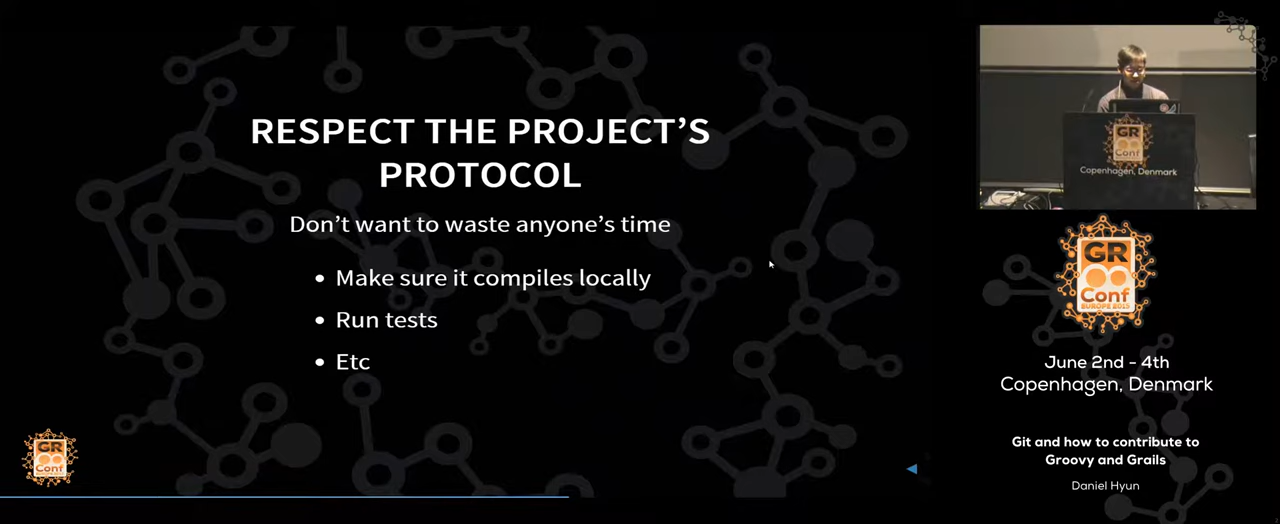 RESPECT THE PROJECT'S
PROTOCOL
Don't want to waste anyone's time
• Make sure it compiles locally
• Run tests
• Etc
GR
Conf
GR
Conf
Copenhagen, Denmark
GR
Conf
EUROPE 2015
June 2nd - 4th
Copenhagen, Denmark
Git and how to contribute to
Groovy and Grails
Daniel Hyun